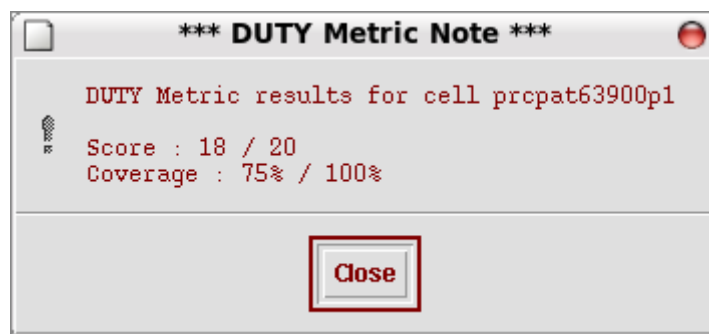 *** DUTY Metric Note ***
DUTY Metric results for cell prcpat63900p1
Score : 18 / 20
Coverage : 75% / 100%
Close